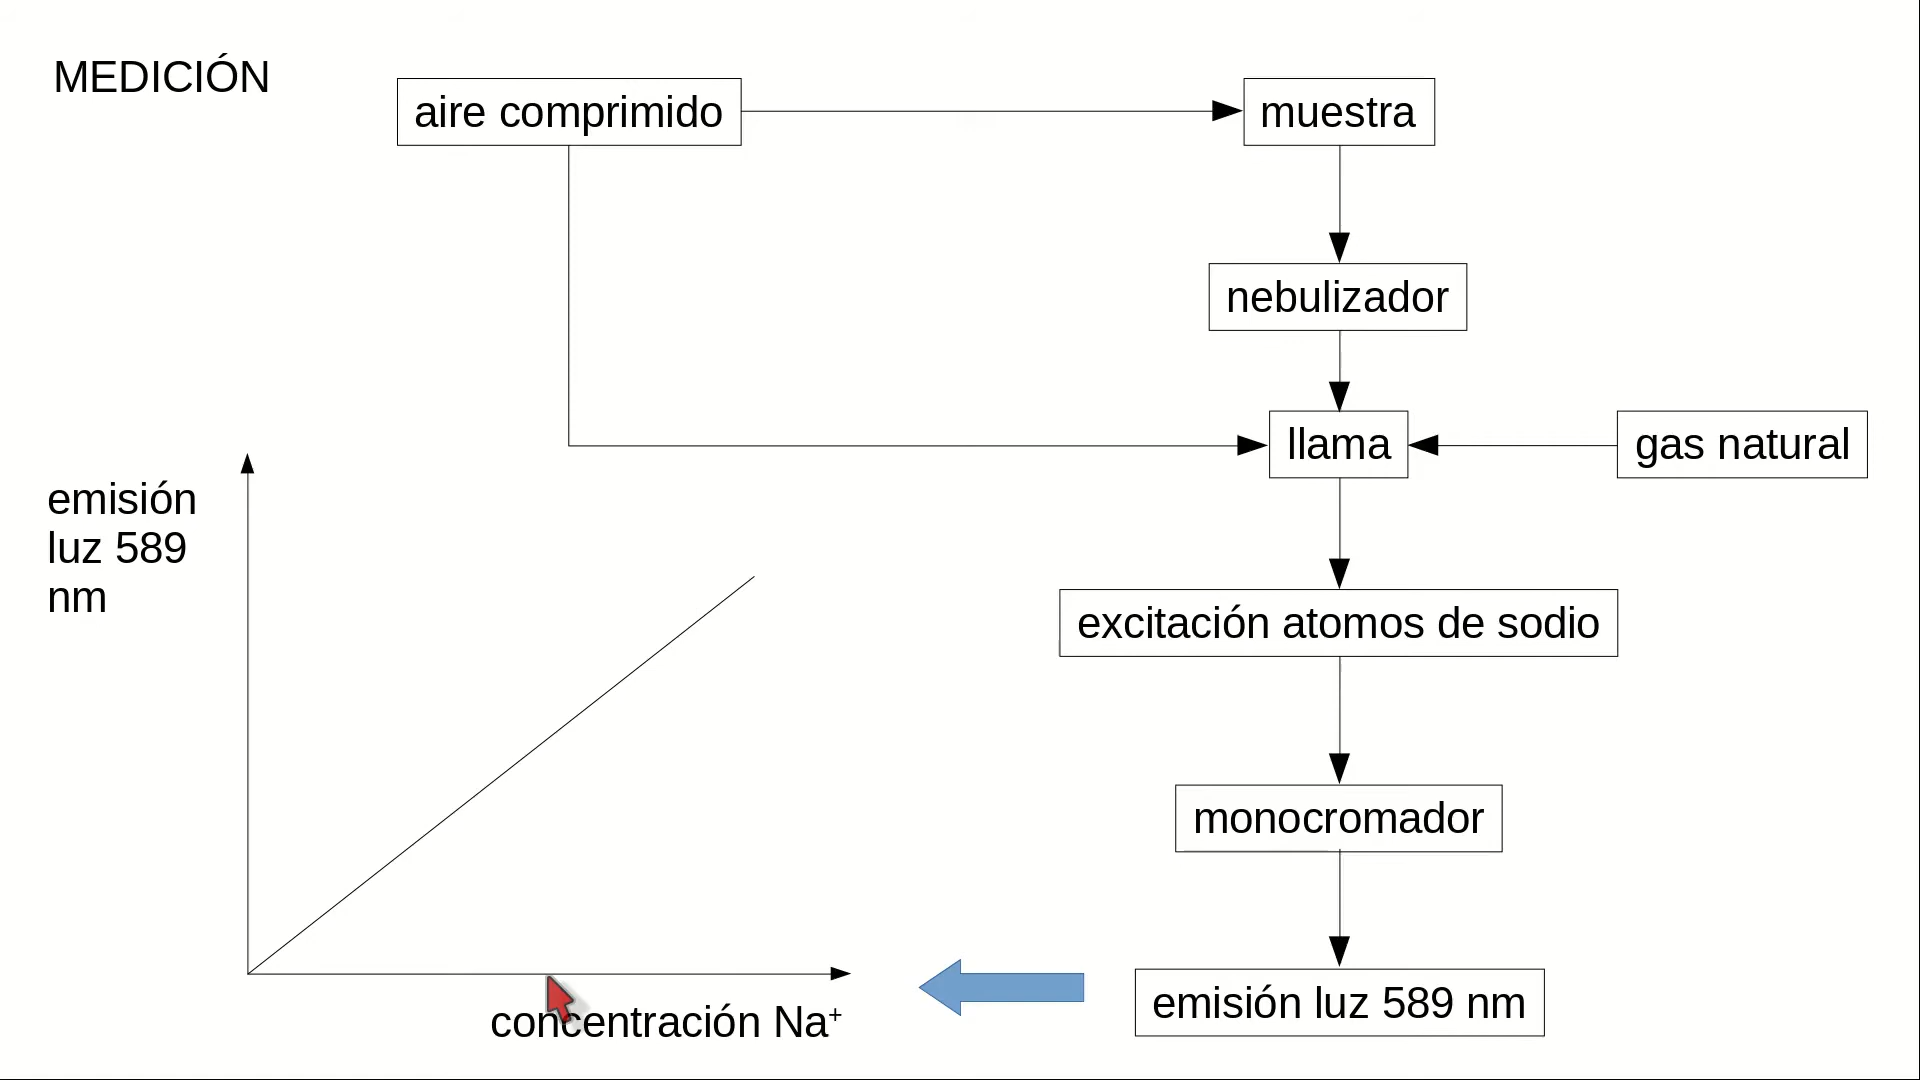 MEDICIÓN
aire comprimido
muestra
nebulizador
llama
gas natural
emisión
luz 589
nm
excitación atomos de sodio
monocromador
emisión luz 589 nm
concentración Na⁺